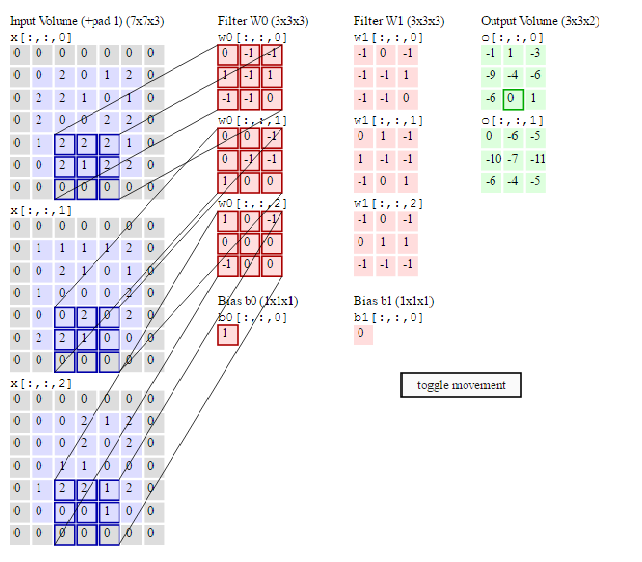 Input Volume (+pad 1) (7x7x3)
x[:,:,0]
0 0 0 0 0 0 0
0 0 2 0 1 2 0
0 2 2 1 0 1 0
0 2 0 0 2 2 0
0 1 2 2 2 1 0
0 0 2 1 2 0 0
0 0 0 0 0 0 0
x[:,:,1]
0 0 0 0 0 0 0
0 1 1 1 1 2 0
0 0 2 1 0 1 0
0 1 0 0 0 2 0
0 0 0 2 0 2 0
0 2 2 1 0 0 0
0 0 0 0 0 0 0
x[:,:,2]
0 0 0 0 0 0 0
0 0 0 2 1 2 0
0 0 0 2 0 2 0
0 0 1 1 0 0 0
0 1 2 2 1 2 0
0 0 0 0 1 0 0
0 0 0 0 0 0 0
Filter W0 (3x3x3)
w0[:,:,0]
0 -1 -1
1 -1 1
-1 -1 0
w0[:,:,1]
0 0 -1
0 -1 -1
1 0 0
w0[:,:,2]
1 0 -1
0 0 0
-1 0 0
Bias b0 (1x1x1)
b0[:,:,0]
1
Filter W1 (3x3x3)
w1[:,:,0]
-1 0 -1
-1 -1 1
-1 -1 0
w1[:,:,1]
0 1 -1
1 -1 -1
-1 0 1
w1[:,:,2]
-1 0 -1
0 1 1
-1 -1 -1
Bias b1 (1x1x1)
b1[:,:,0]
0
Output Volume (3x3x2)
o[:,:,0]
-1 1 -3
-9 -4 -6
-6 0 1
o[:,:,1]
0 -6 -5
-10 -7 -11
-6 -4 -5
toggle movement